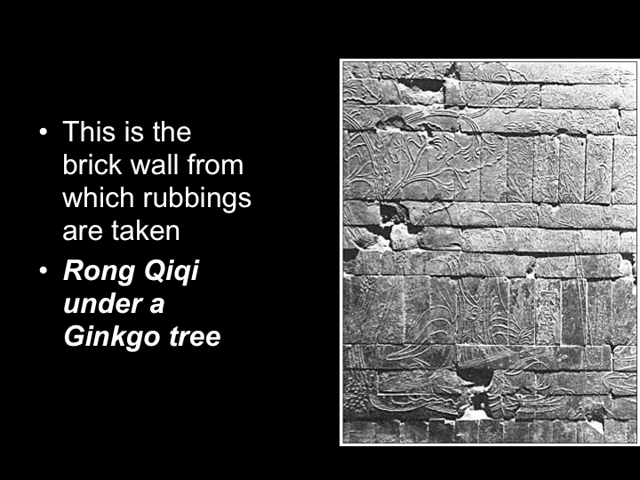 • This is the
brick wall from
which rubbings
are taken
• Rong Qiqi
under a
Ginkgo tree